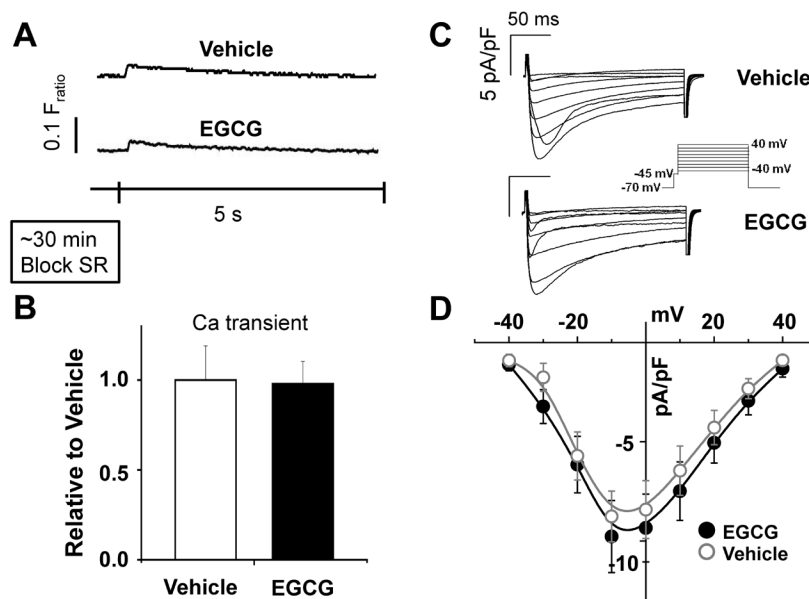 A
Vehicle
0.1 Fratio
EGCG
5 s
~30 min
Block SR
B
Ca transient
Relative to Vehicle
1.0
0.5
0.0
Vehicle
EGCG
C
50 ms
5 pA/pF
Vehicle
40 mV
-45 mV
-40 mV
-70 mV
EGCG
D
mV
-40
-20
0
20
40
pA/pF
-5
-10
EGCG
Vehicle